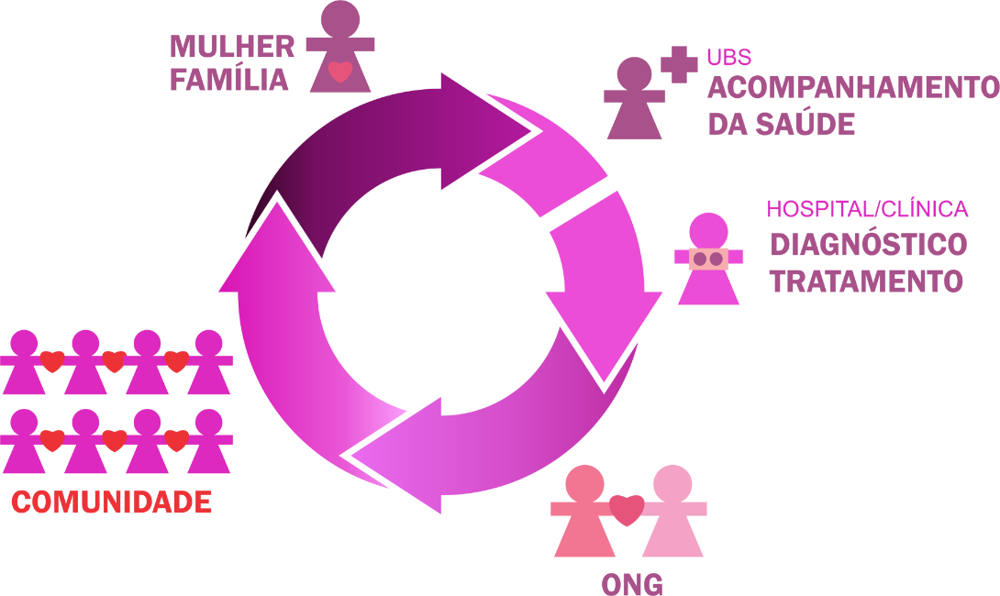 MULHER
FAMÍLIA
UBS
ACOMPANHAMENTO
DA SAÚDE
HOSPITAL/CLÍNICA
DIAGNÓSTICO
TRATAMENTO
ONG
COMUNIDADE